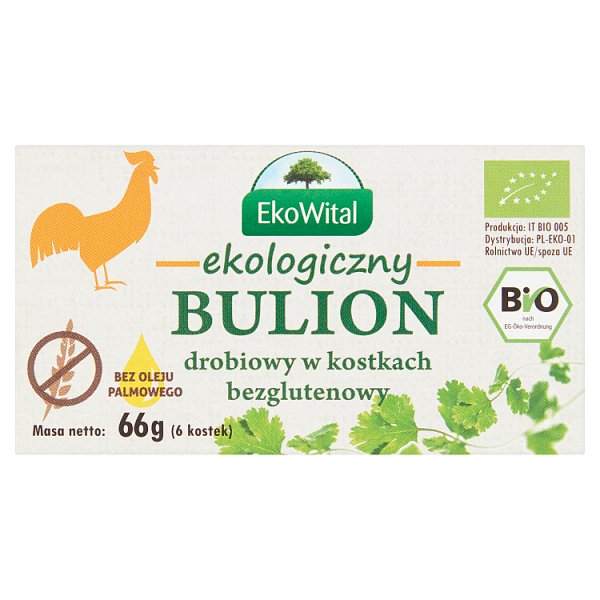 EkoWital
ekologiczny
BULION
drobiowy w kostkach
bezglutenowy
BEZ OLEJU
PALMOWEGO
Masa netto: 66g (6 kostek)
Produkcja: IT BIO 005
Dystrybucja: PL-EKO-01
Rolnictwo UE/spoza UE
BiO
nach
EG-Öko-Verordnung